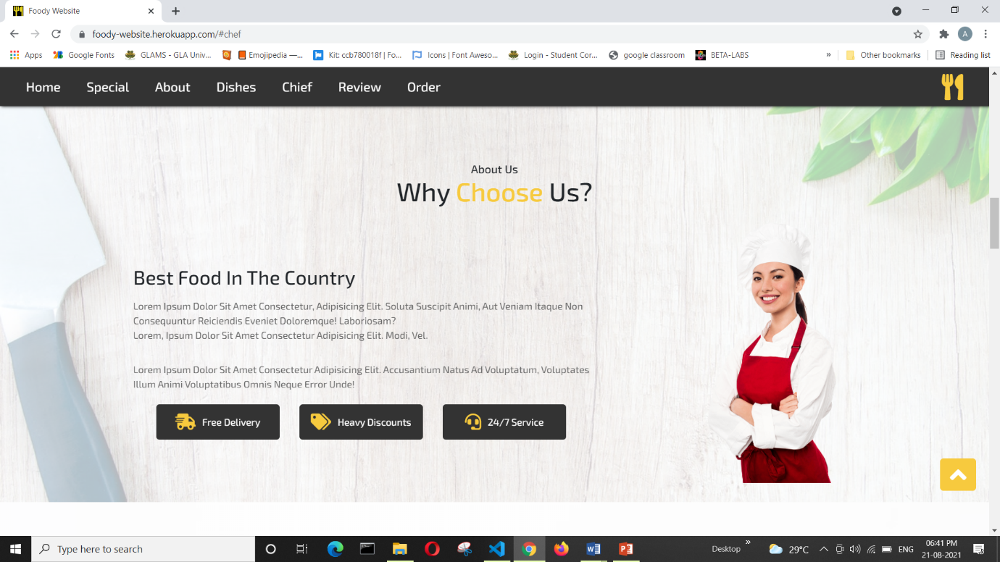 Foody Website
foody-website.herokuapp.com/#chef
A
Apps Google Fonts GLAMS - GLA Univ... Emojipedia —... Kit: ccb780018f | Fo... Icons | Font Aweso... Login - Student Cor... google classroom BETA-LABS » Other bookmarks Reading list
Home Special About Dishes Chief Review Order
About Us
Why Choose Us?
Best Food In The Country
Lorem Ipsum Dolor Sit Amet Consectetur, Adipisicing Elit. Soluta Suscipit Animi, Aut Veniam Itaque Non
Consequuntur Reiciendis Eveniet Doloremque! Laboriosam?
Lorem, Ipsum Dolor Sit Amet Consectetur Adipisicing Elit. Modi, Vel.
Lorem Ipsum Dolor Sit Amet Consectetur Adipisicing Elit. Accusantium Natus Ad Voluptatum, Voluptates
Illum Animi Voluptatibus Omnis Neque Error Unde!
Free Delivery Heavy Discounts 24/7 Service
Type here to search
Desktop » 29°C ENG
06:41 PM
21-08-2021